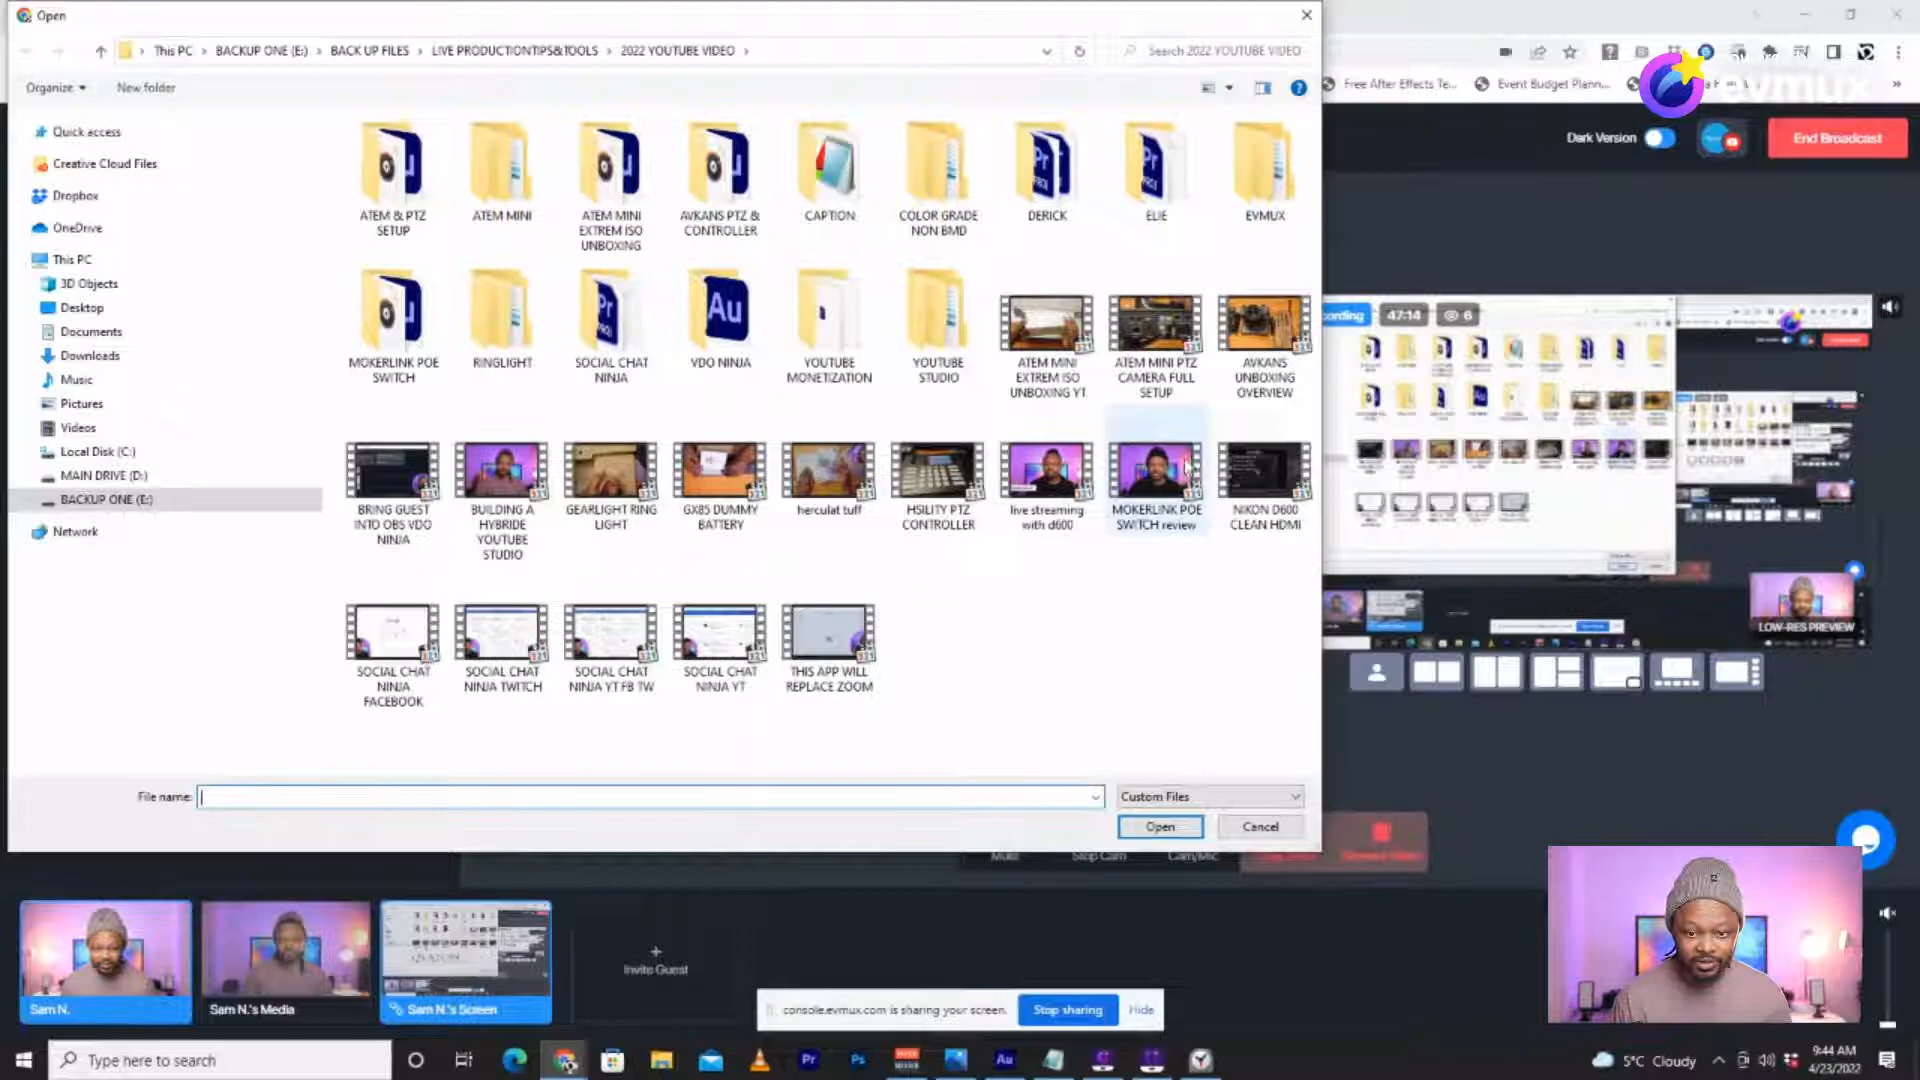 Open
This PC > BACKUP ONE (E:) > BACK UP FILES > LIVE PRODUCTIONTIPS&TOOLS > 2022 YOUTUBE VIDEO >
Search 2022 YOUTUBE VIDEO
Organize
New folder
Free After Effects Te...
Event Budget Plann...
evmux
Dark Version
End Broadcast
Quick access
Creative Cloud Files
Dropbox
OneDrive
This PC
3D Objects
Desktop
Documents
Downloads
Music
Pictures
Videos
Local Disk (C:)
MAIN DRIVE (D:)
BACKUP ONE (E:)
Network
ATEM & PTZ
SETUP
ATEM MINI
ATEM MINI
EXTREM ISO
UNBOXING
AVKANS PTZ &
CONTROLLER
CAPTION
COLOR GRADE
NON BMD
DERICK
ELIE
EVMUX
MOKERLINK POE
SWITCH
RINGLIGHT
SOCIAL CHAT
NINJA
VDO NINJA
YOUTUBE
MONETIZATION
YOUTUBE
STUDIO
ATEM MINI
EXTREM ISO
UNBOXING YT
ATEM MINI PTZ
CAMERA FULL
SETUP
AVKANS
UNBOXING
OVERVIEW
BRING GUEST
INTO OBS VDO
NINJA
BUILDING A
HYBRIDE
YOUTUBE
STUDIO
GEARLIGHT RING
LIGHT
GX85 DUMMY
BATTERY
herculat tuff
HSILITY PTZ
CONTROLLER
live streaming
with d600
MOKERLINK POE
SWITCH review
NIKON D600
CLEAN HDMI
SOCIAL CHAT
NINJA
FACEBOOK
SOCIAL CHAT
NINJA TWITCH
SOCIAL CHAT
NINJA YT FB TW
SOCIAL CHAT
NINJA YT
THIS APP WILL
REPLACE ZOOM
File name:
Custom Files
Open
Cancel
47:14
6
LOW-RES PREVIEW
Mute
Stop Cam
Cam/Mic
Sam N.
Sam N.'s Media
Sam N.'s Screen
+
Invite Guest
console.evmux.com is sharing your screen.
Stop sharing
Hide
Type here to search
Pr
Ps
Au
5°C Cloudy
9:44 AM
4/23/2022